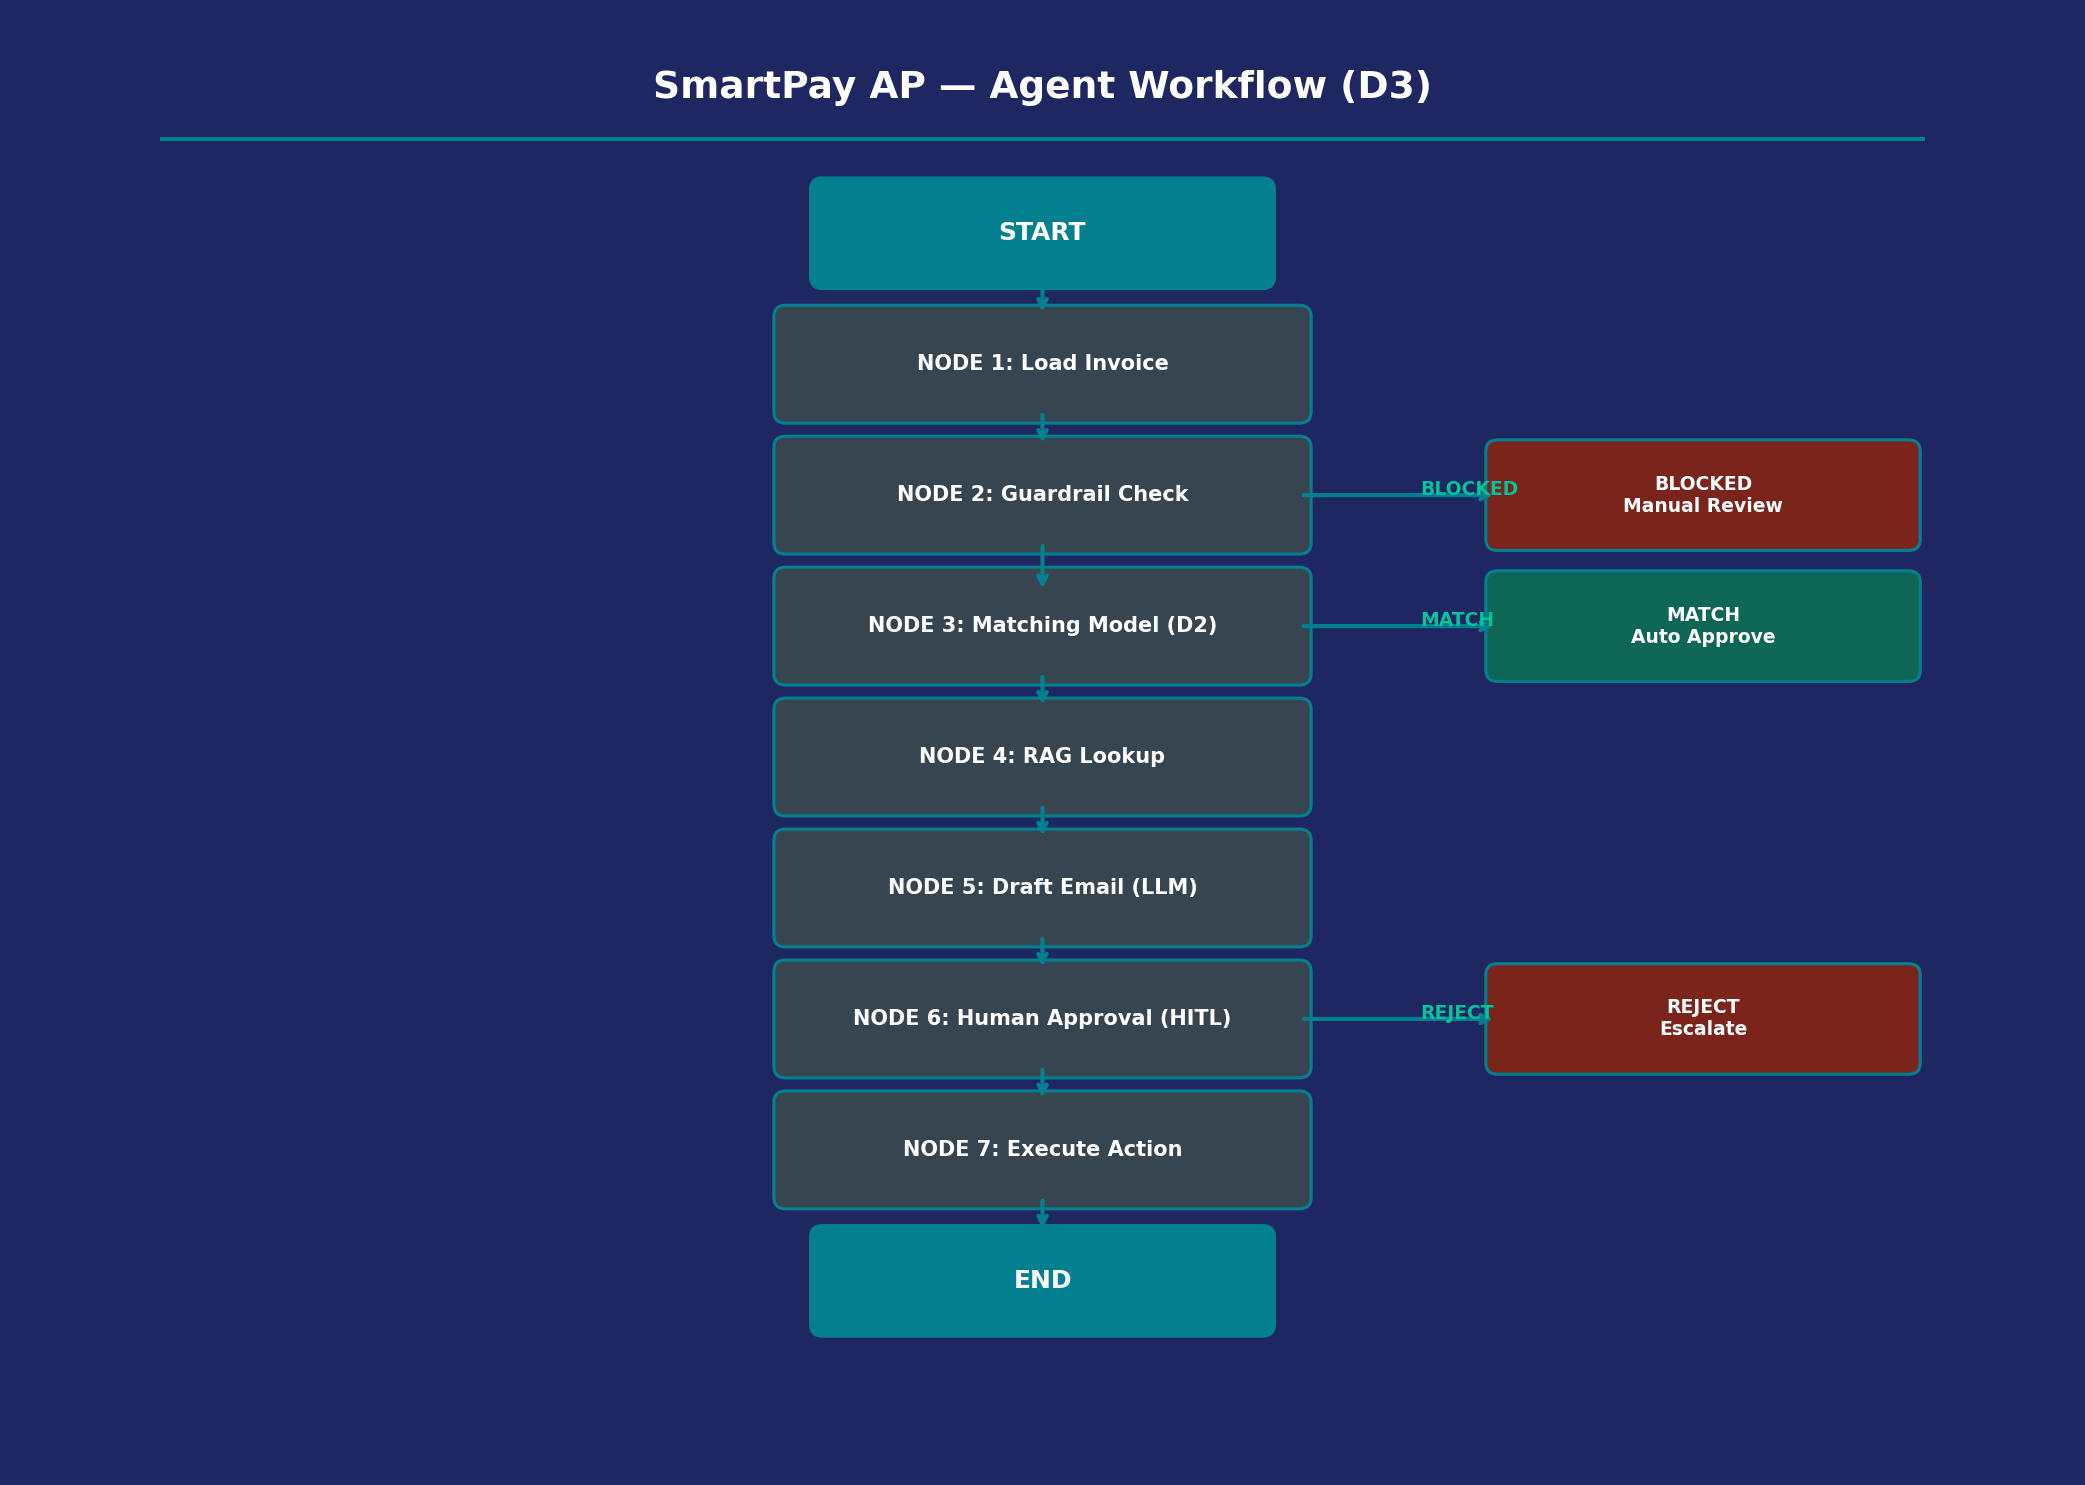 SmartPay AP — Agent Workflow (D3)
START
NODE 1: Load Invoice
NODE 2: Guardrail Check
BLOCKED
BLOCKED
Manual Review
NODE 3: Matching Model (D2)
MATCH
MATCH
Auto Approve
NODE 4: RAG Lookup
NODE 5: Draft Email (LLM)
NODE 6: Human Approval (HITL)
REJECT
REJECT
Escalate
NODE 7: Execute Action
END